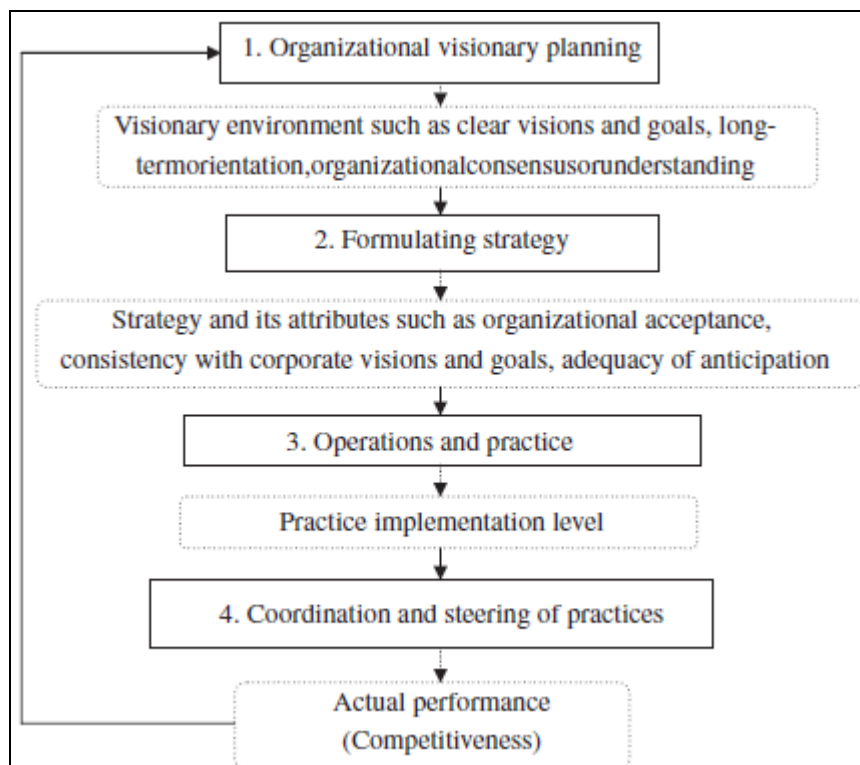 1. Organizational visionary planning
Visionary environment such as clear visions and goals, long-
termorientation,organizationalconsensusorunderstanding
2. Formulating strategy
Strategy and its attributes such as organizational acceptance,
consistency with corporate visions and goals, adequacy of anticipation
3. Operations and practice
Practice implementation level
4. Coordination and steering of practices
Actual performance
(Competitiveness)